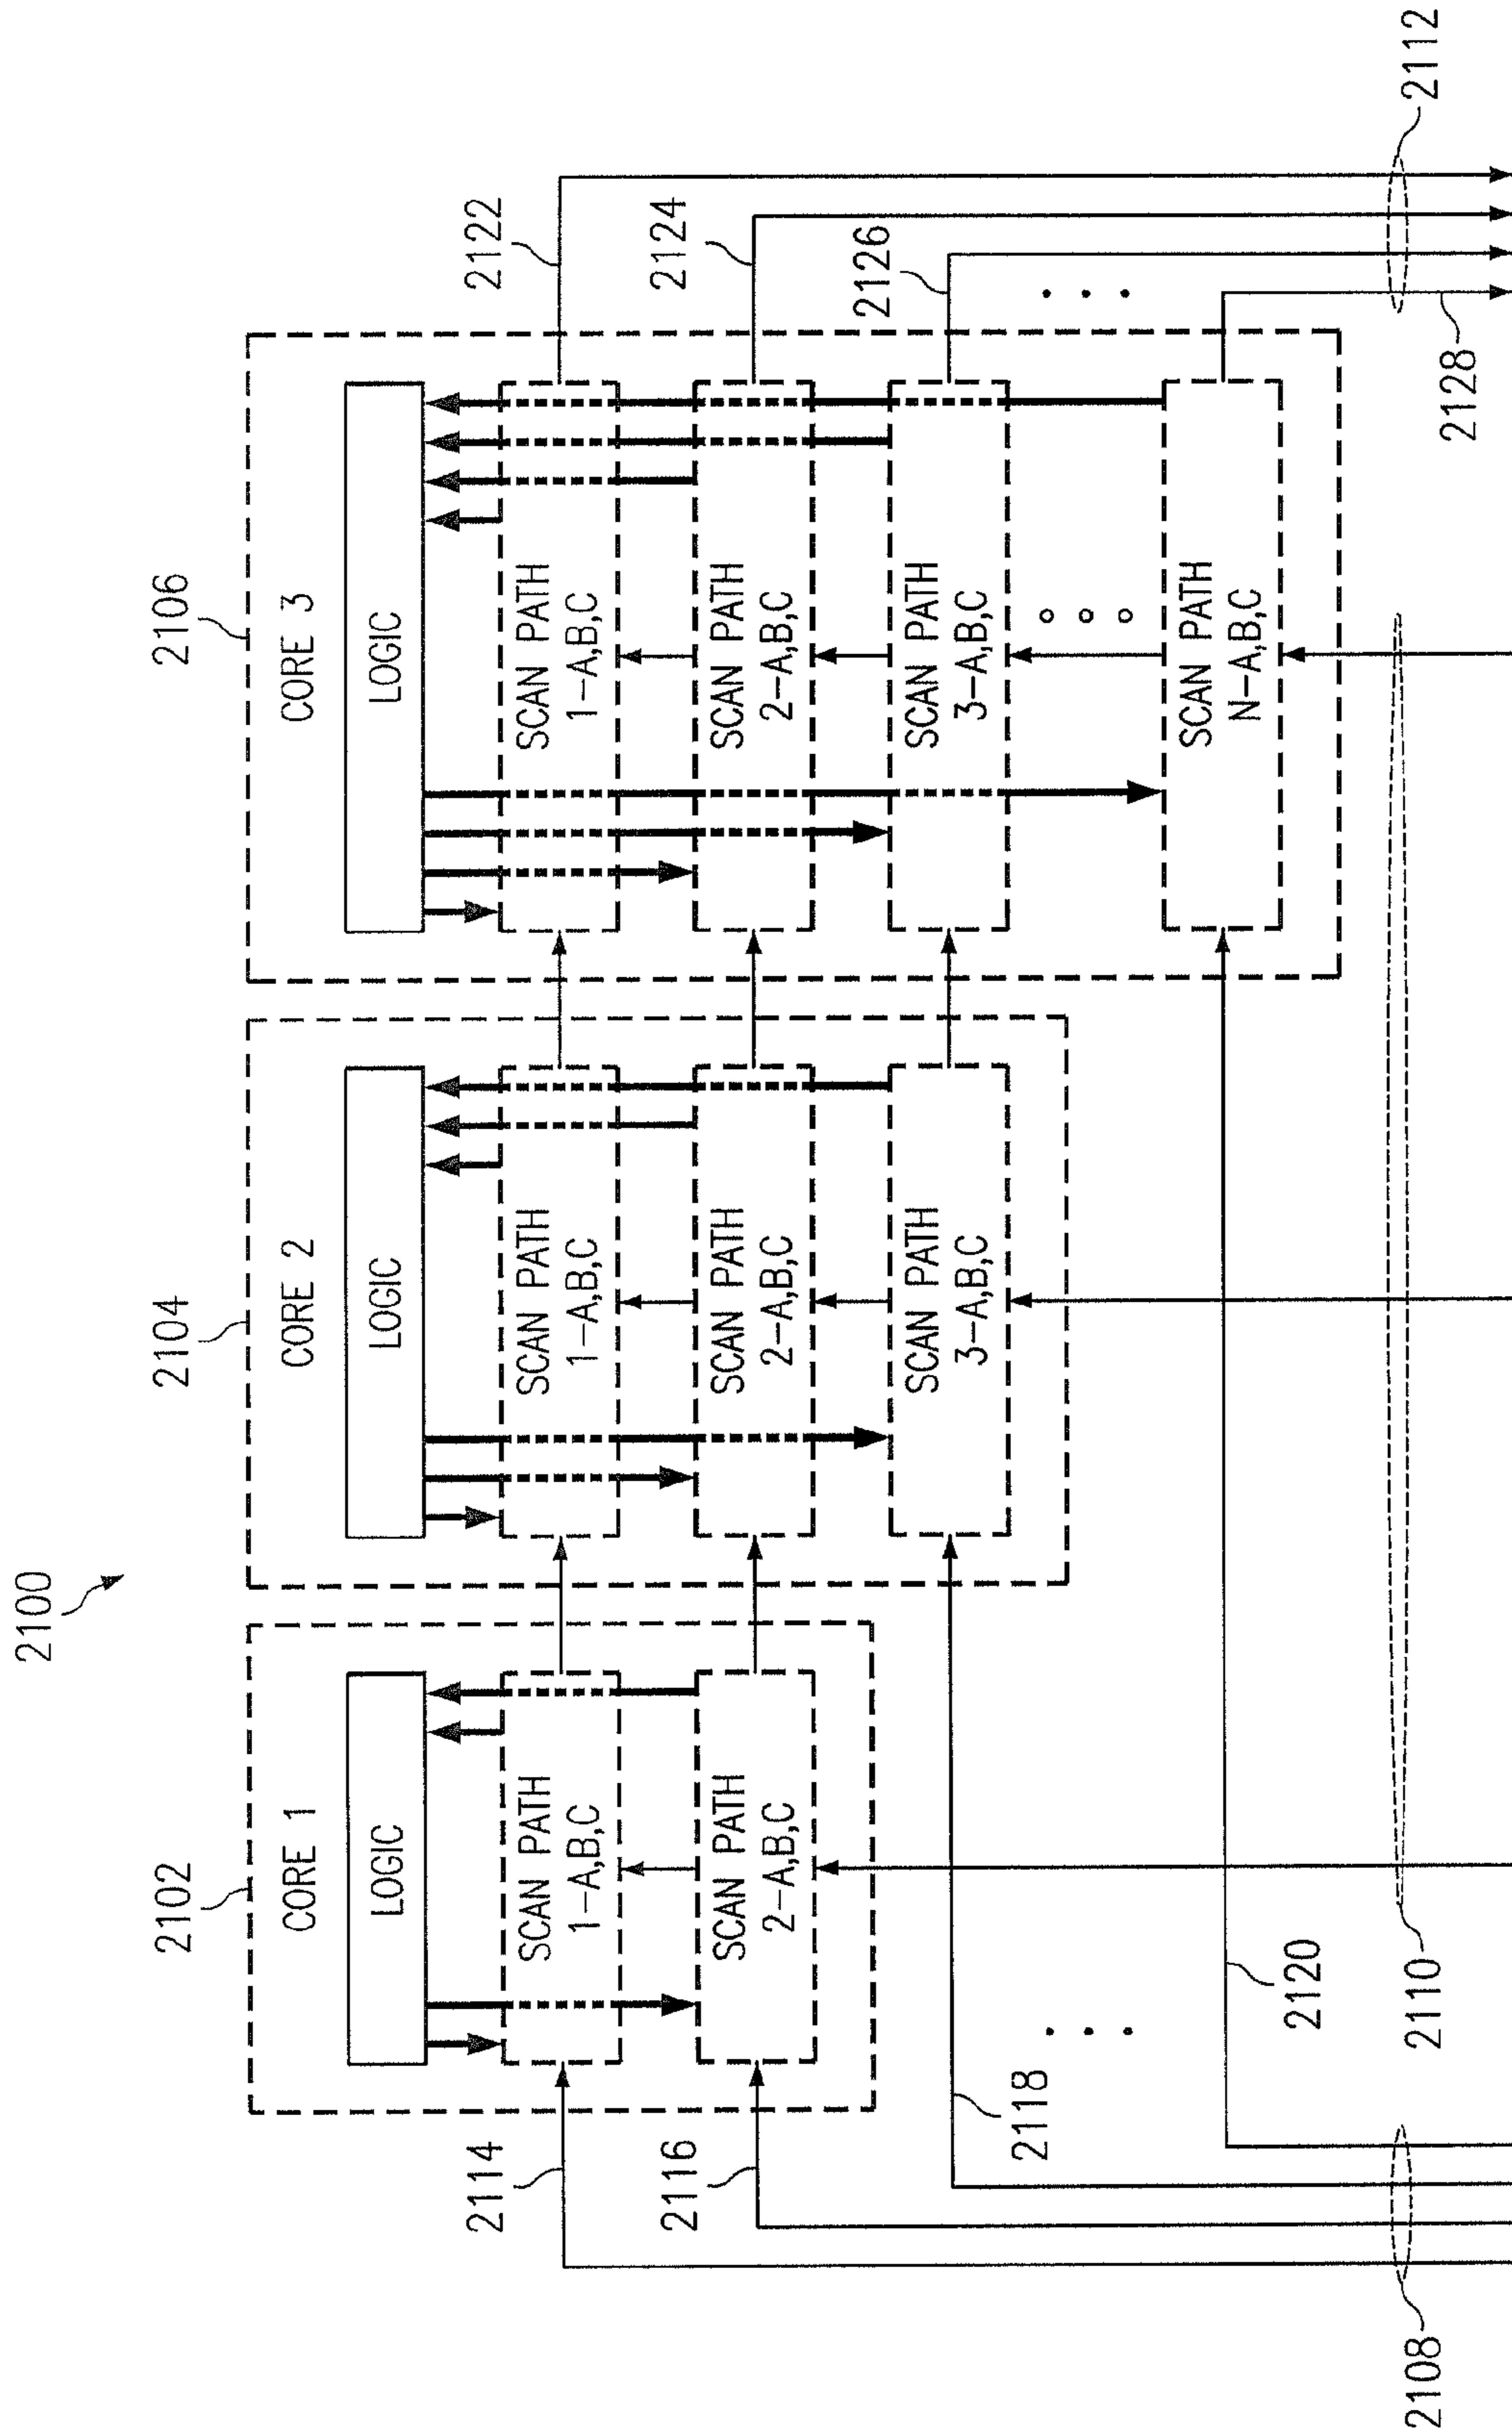 2100
2102
2104
2106
CORE 1
CORE 2
CORE 3
LOGIC
LOGIC
LOGIC
2114
SCAN PATH
1-A,B,C
SCAN PATH
1-A,B,C
SCAN PATH
1-A,B,C
2122
2116
SCAN PATH
2-A,B,C
SCAN PATH
2-A,B,C
SCAN PATH
2-A,B,C
2124
2118
SCAN PATH
3-A,B,C
SCAN PATH
3-A,B,C
2126
2120
SCAN PATH
N-A,B,C
2108
2110
2128
2112